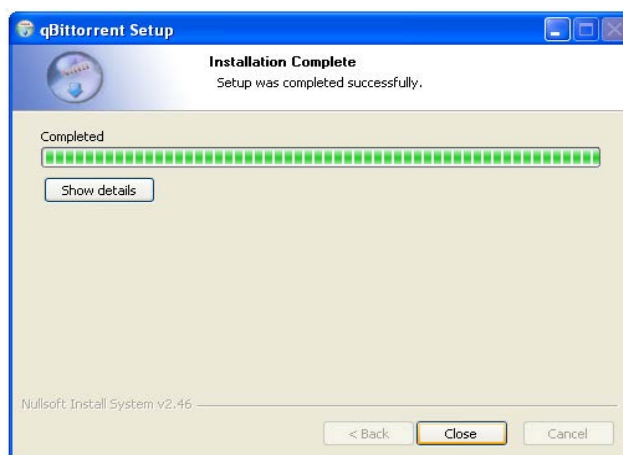 qBittorrent Setup
Installation Complete
Setup was completed successfully.
Completed
Show details
Nullsoft Install System v2.46
< Back
Close
Cancel